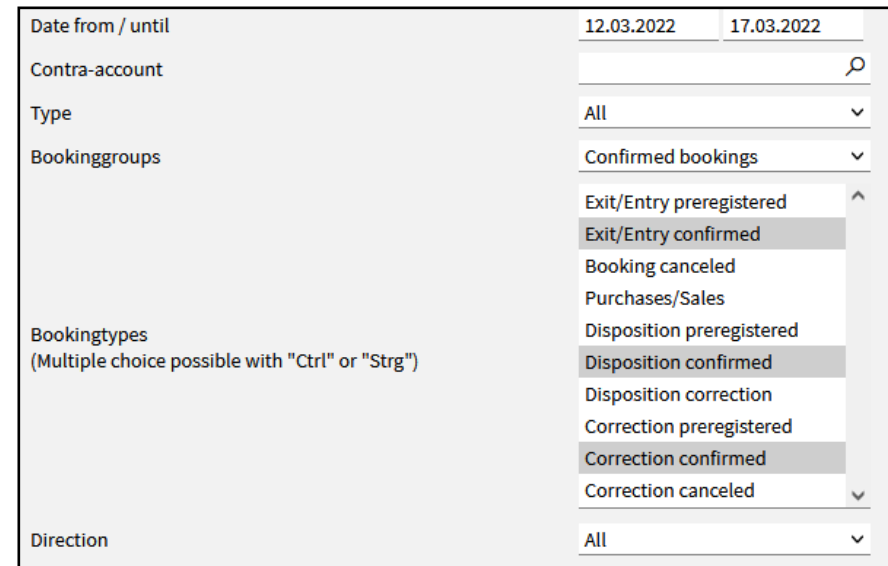 Date from / until 12.03.2022 17.03.2022
Contra-account
Type All
Bookinggroups Confirmed bookings
Exit/Entry preregistered
Exit/Entry confirmed
Booking canceled
Purchases/Sales
Disposition preregistered
Bookingtypes
(Multiple choice possible with "Ctrl" or "Strg")
Disposition confirmed
Disposition correction
Correction preregistered
Correction confirmed
Correction canceled
Direction All